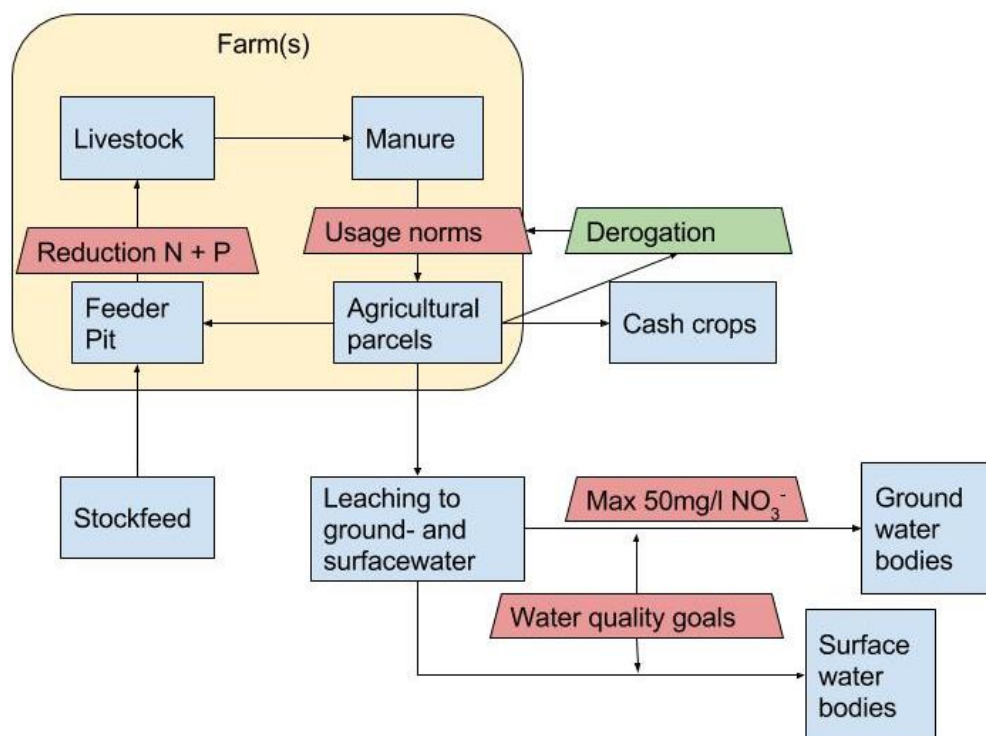 Farm(s)
Livestock
Manure
Reduction N + P
Usage norms
Derogation
Feeder
Pit
Agricultural
parcels
Cash crops
Stockfeed
Leaching to
ground- and
surfacewater
Max 50mg/l NO₃⁻
Ground
water
bodies
Water quality goals
Surface
water
bodies